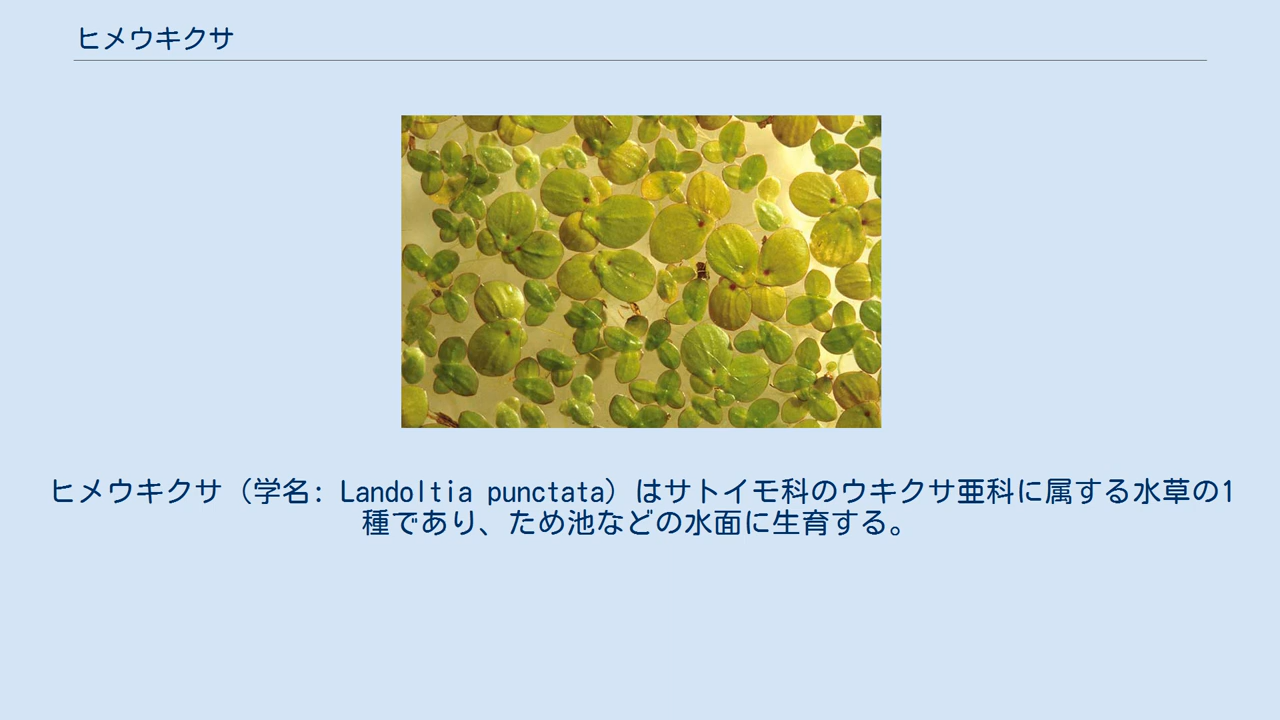 ヒメウキクサ
ヒメウキクサ（学名: Landoltia punctata）はサトイモ科のウキクサ亜科に属する水草の1
種であり、ため池などの水面に生育する。